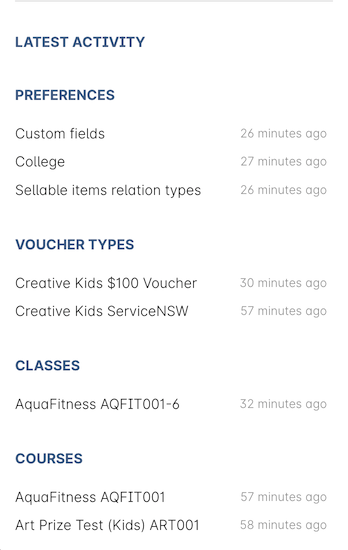 LATEST ACTIVITY
PREFERENCES
Custom fields 26 minutes ago
College 27 minutes ago
Sellable items relation types 26 minutes ago
VOUCHER TYPES
Creative Kids $100 Voucher 30 minutes ago
Creative Kids ServiceNSW 57 minutes ago
CLASSES
AquaFitness AQFIT001-6 32 minutes ago
COURSES
AquaFitness AQFIT001 57 minutes ago
Art Prize Test (Kids) ART001 58 minutes ago